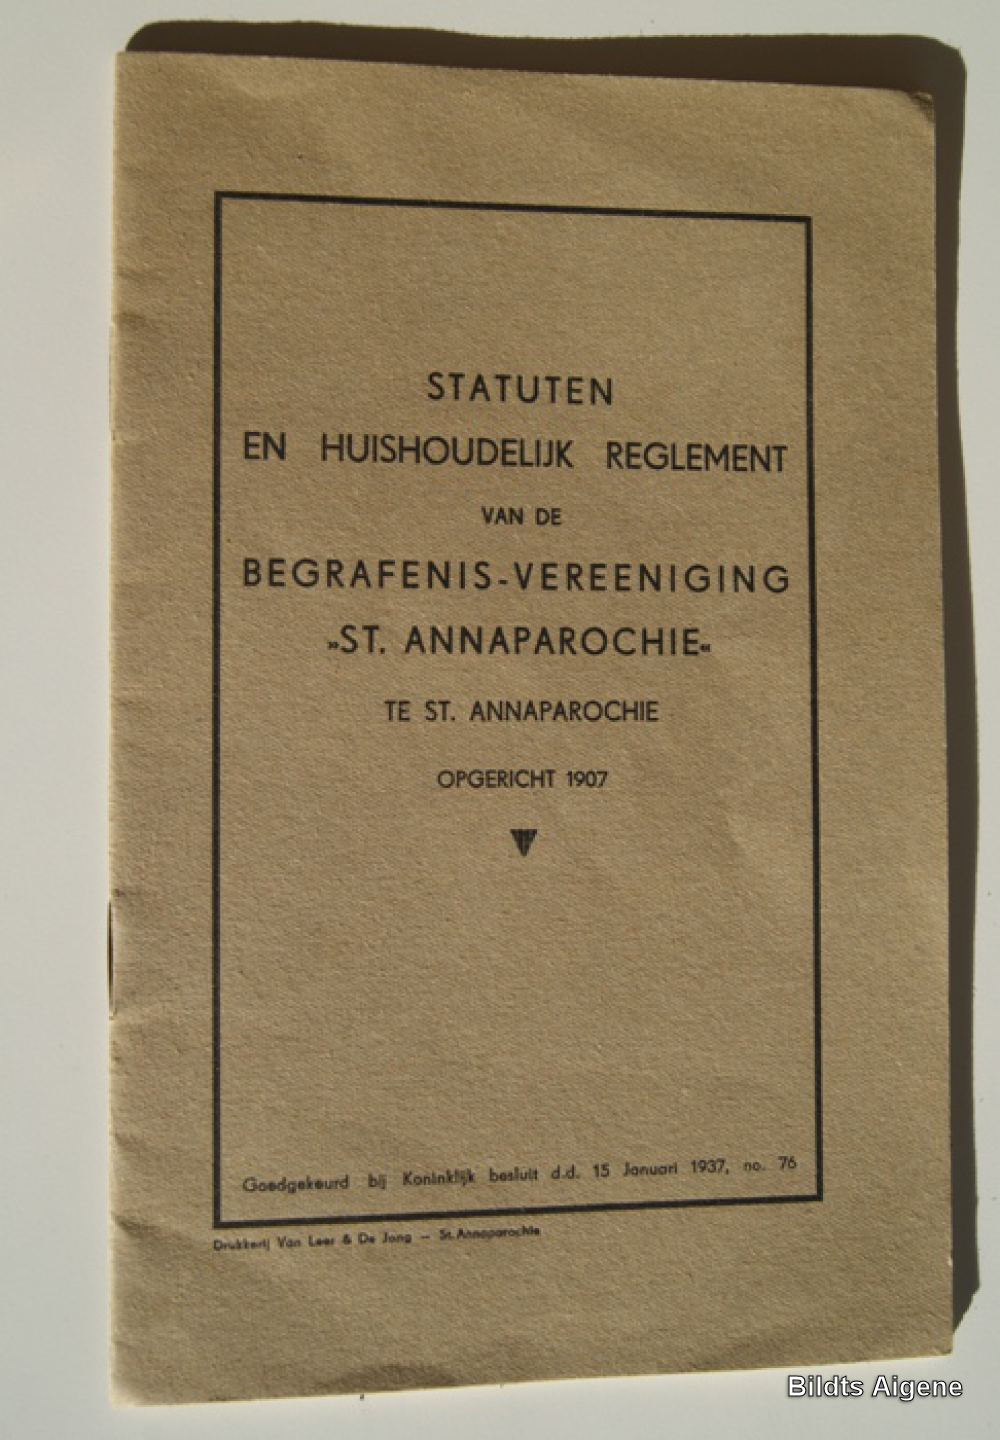 STATUTEN
EN HUISHOUDELIJK REGLEMENT
VAN DE
BEGRAFENIS-VEREENIGING
»ST. ANNAPAROCHIE«
TE ST. ANNAPAROCHIE
OPGERICHT 1907
Goedgekeurd bij Koninklijk besluit d.d. 15 Januari 1937, no. 76
Drukkerij Van Leer & De Jong — St. Annaparochie
Bildts Aigene